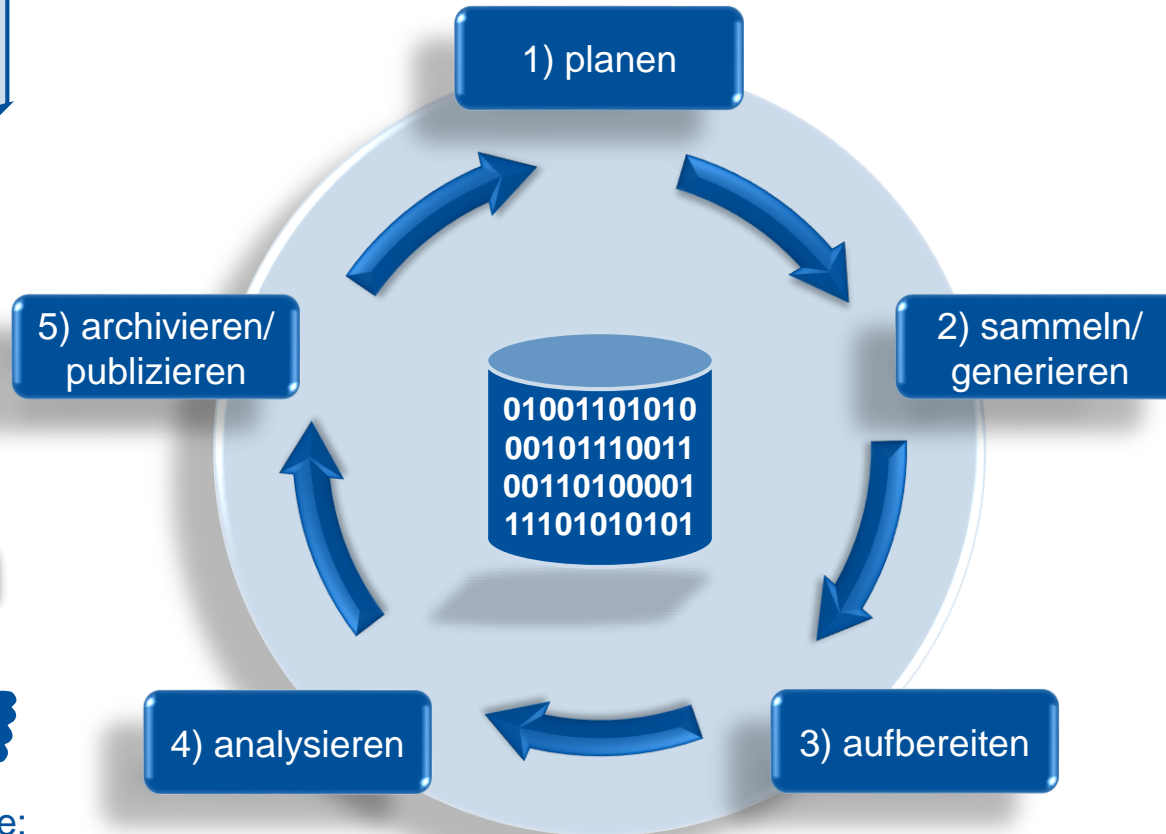 1) planen
2) sammeln/
generieren
3) aufbereiten
4) analysieren
5) archivieren/
publizieren
01001101010
00101110011
00110100001
11101010101
e: